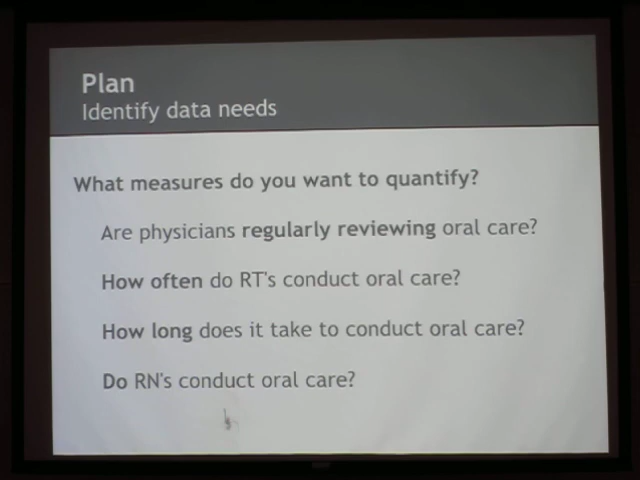 Plan
Identify data needs
What measures do you want to quantify?
Are physicians regularly reviewing oral care?
How often do RT's conduct oral care?
How long does it take to conduct oral care?
Do RN's conduct oral care?